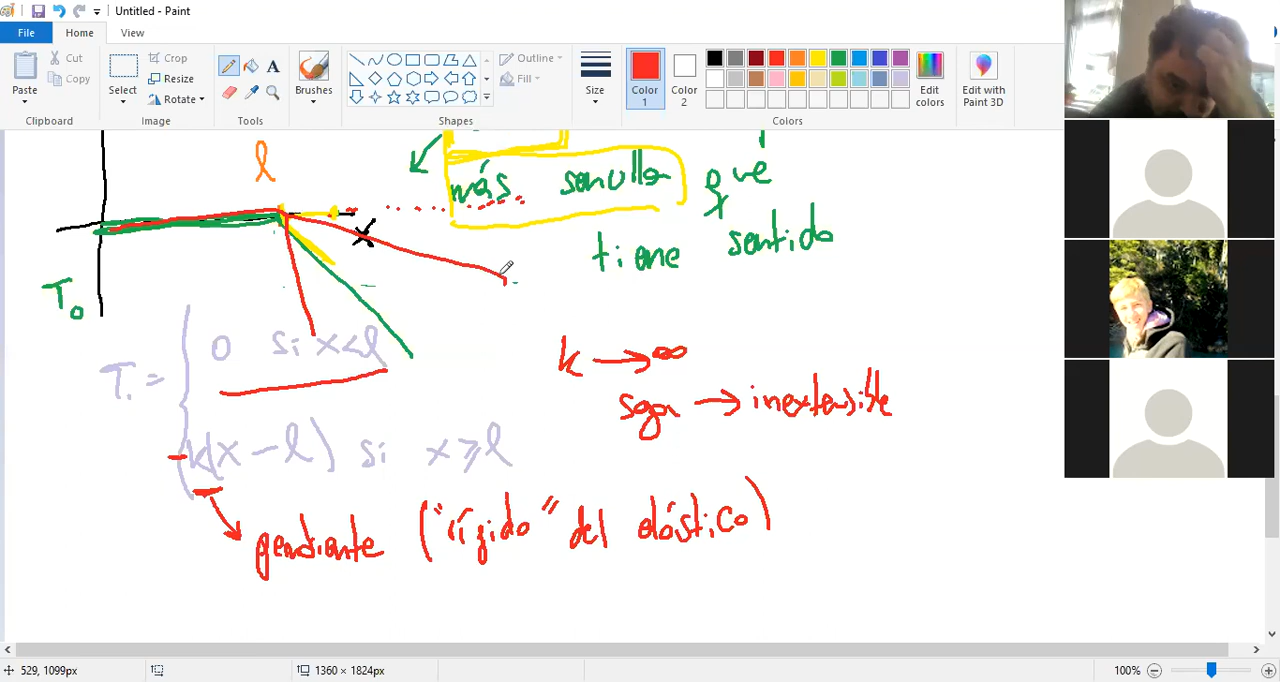 Untitled - Paint
File
Home
View
Cut
Copy
Paste
Crop
Resize
Rotate
Select
Brushes
Outline
Fill
Size
Color 1
Color 2
Edit colors
Edit with Paint 3D
Clipboard
Image
Tools
Shapes
Colors
l
más sencilla que
tiene sentido
T₀
T₁ =
0 si x<l
-k(x-l) si x⩾l
k → ∞
soga → inextensible
pendiente ("rígido" del elástico)
529, 1099px
1360 × 1824px
100%